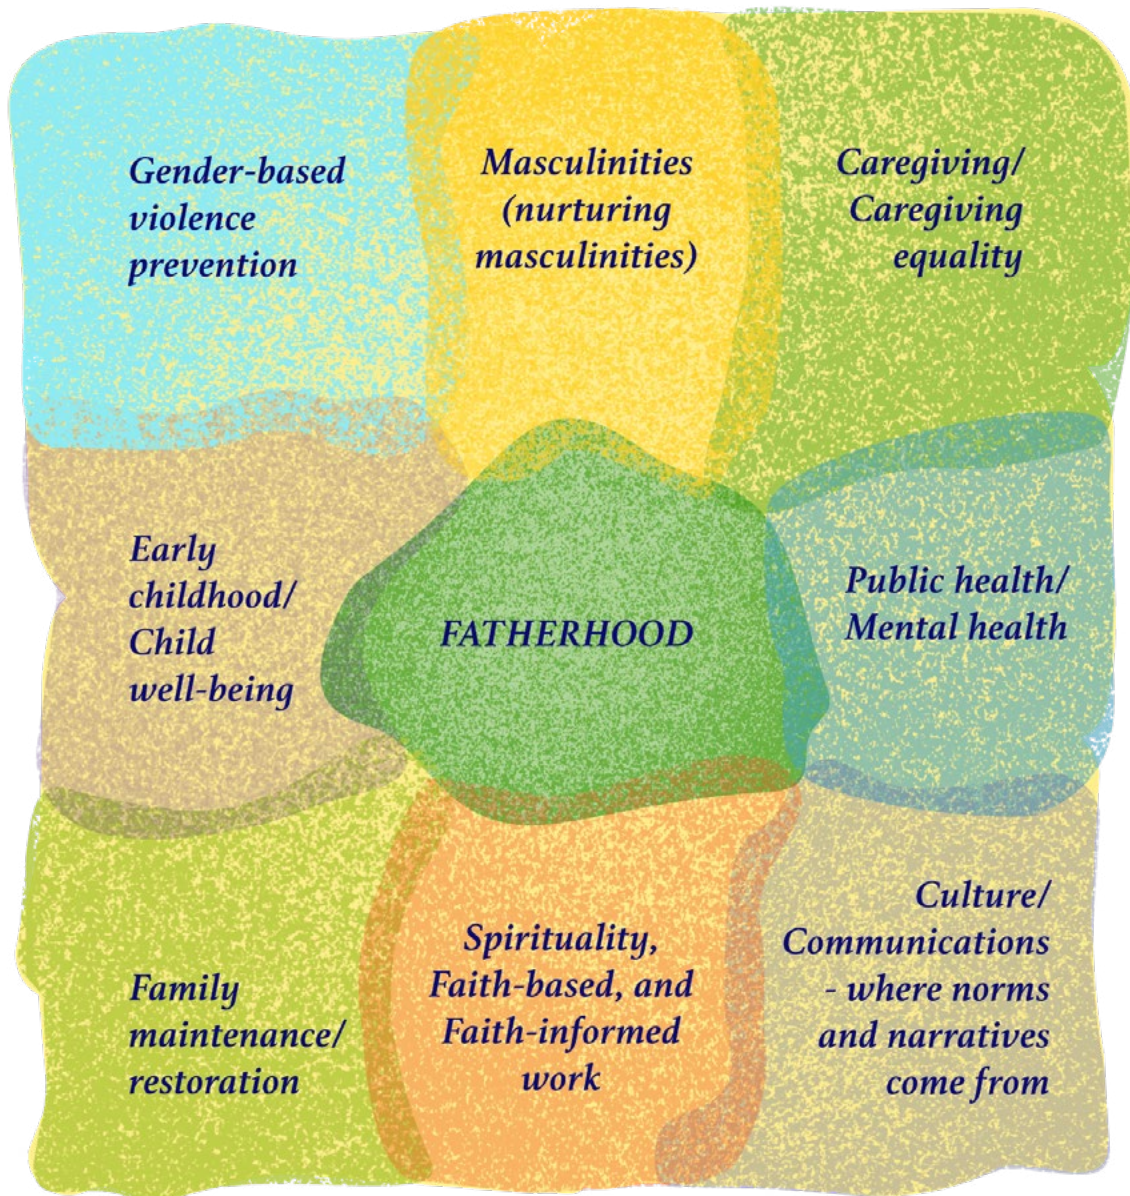 Gender-based
violence
prevention
Masculinities
(nurturing
masculinities)
Caregiving/
Caregiving
equality
Early
childhood/
Child
well-being
FATHERHOOD
Public health/
Mental health
Family
maintenance/
restoration
Spirituality,
Faith-based, and
Faith-informed
work
Culture/
Communications
- where norms
and narratives
come from